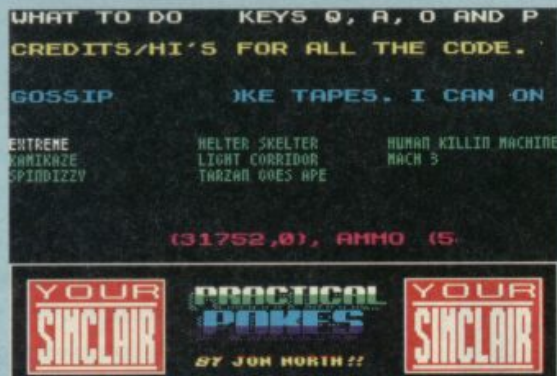 WHAT TO DO KEYS Q, A, O AND P
CREDITS/HI'S FOR ALL THE CODE.
GOSSIP )KE TAPES. I CAN ON
EXTREME HELTER SKELTER HUMAN KILLIN MACHINE
KAMIKAZE LIGHT CORRIDOR MACH 3
SPINDIZZY TARZAN GOES APE
(31752,0), AMMO (5
YOUR SINCLAIR
PRACTICAL POKES
BY JON NORTH!!
YOUR SINCLAIR